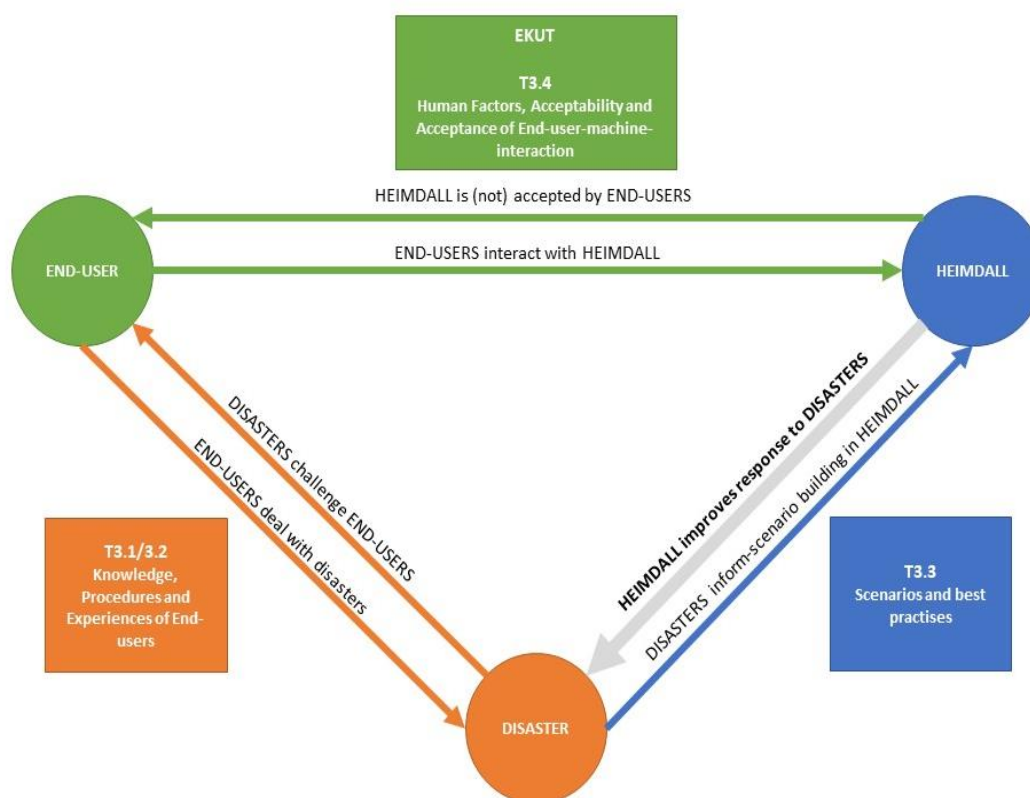 EKUT
T3.4
Human Factors, Acceptability and
Acceptance of End-user-machine-
interaction
HEIMDALL is (not) accepted by END-USERS
END-USERS interact with HEIMDALL
END-USER
HEIMDALL
DISASTERS challenge END-USERS
END-USERS deal with disasters
HEIMDALL improves response to DISASTERS
DISASTERS inform-scenario building in HEIMDALL
T3.1/3.2
Knowledge,
Procedures and
Experiences of End-
users
T3.3
Scenarios and best
practises
DISASTER